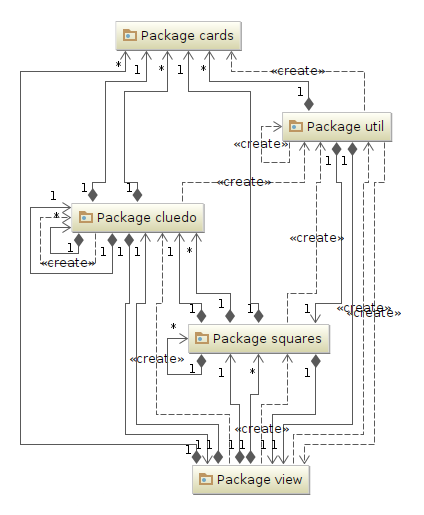 Package cards
* 1 * 1 *
«create»
1
Package util
«create»
1 1
«create»
1 1
1
*
Package cluedo
1 1 1 1 1 *
«create»
«create»
1 1 1
«create»
«create»
*
Package squares
«create»
1
1 * 1
«create»
1 1 1 1 1 1 1 1
Package view